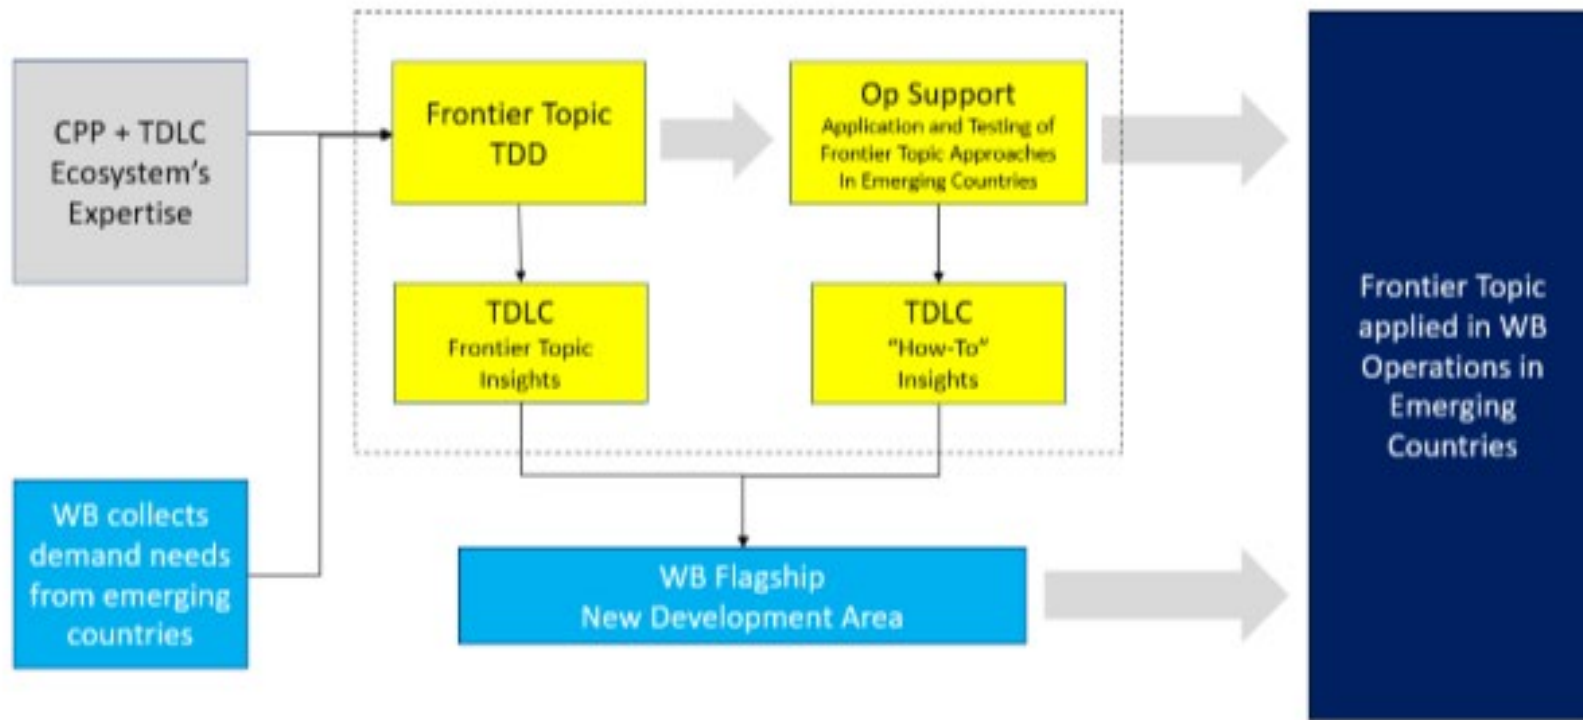 CPP + TDLC
Ecosystem's
Expertise
Frontier Topic
TDD
Op Support
Application and Testing of
Frontier Topic Approaches
In Emerging Countries
TDLC
Frontier Topic
Insights
TDLC
“How-To”
Insights
WB collects
demand needs
from emerging
countries
WB Flagship
New Development Area
Frontier Topic
applied in WB
Operations in
Emerging
Countries